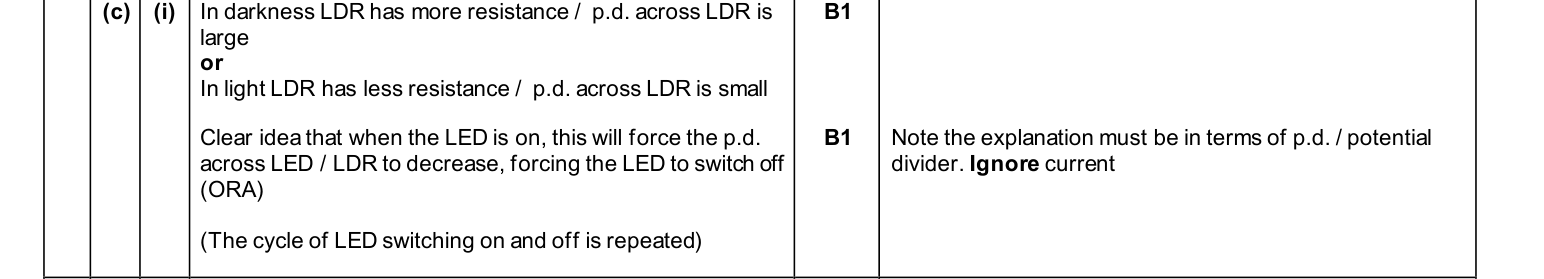 (c) (i) In darkness LDR has more resistance / p.d. across LDR is B1
large
or
In light LDR has less resistance / p.d. across LDR is small
Clear idea that when the LED is on, this will force the p.d. B1 Note the explanation must be in terms of p.d. / potential
across LED / LDR to decrease, forcing the LED to switch off divider. Ignore current
(ORA)
(The cycle of LED switching on and off is repeated)